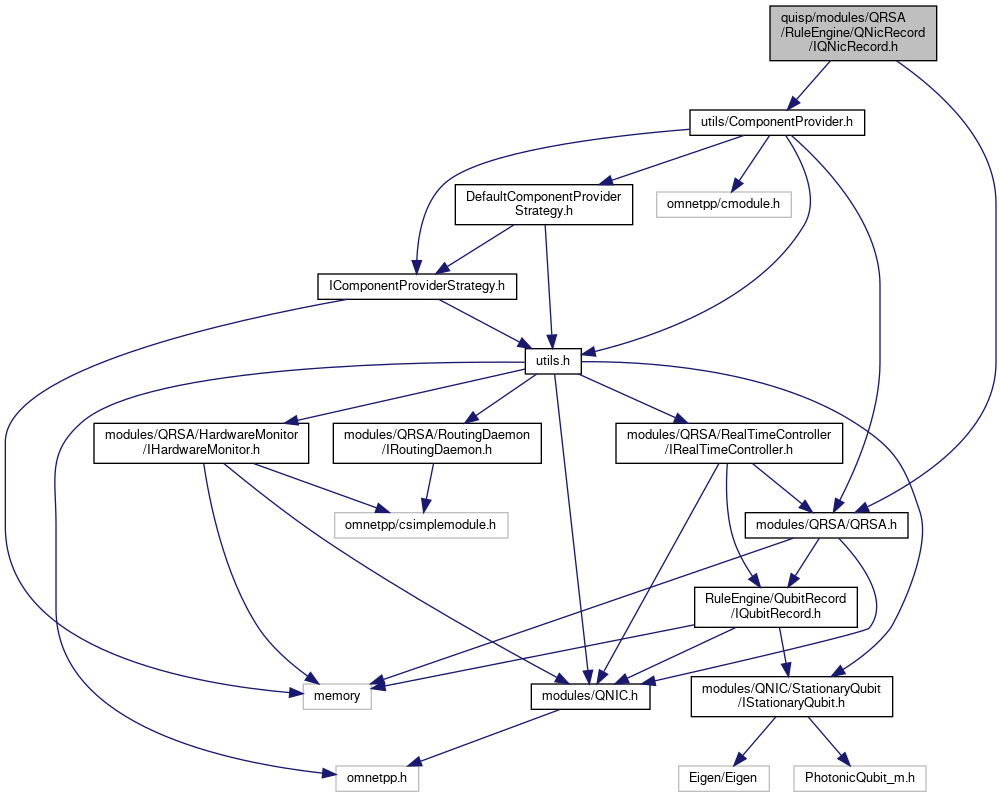 quisp/modules/QRSA
/RuleEngine/QNicRecord
/IQNicRecord.h
utils/ComponentProvider.h
DefaultComponentProvider
Strategy.h
omnetpp/cmodule.h
IComponentProviderStrategy.h
utils.h
modules/QRSA/HardwareMonitor
/IHardwareMonitor.h
modules/QRSA/RoutingDaemon
/IRoutingDaemon.h
modules/QRSA/RealTimeController
/IRealTimeController.h
omnetpp/csimplemodule.h
modules/QRSA/QRSA.h
RuleEngine/QubitRecord
/IQubitRecord.h
memory
modules/QNIC.h
modules/QNIC/StationaryQubit
/IStationaryQubit.h
omnetpp.h
Eigen/Eigen
PhotonicQubit_m.h